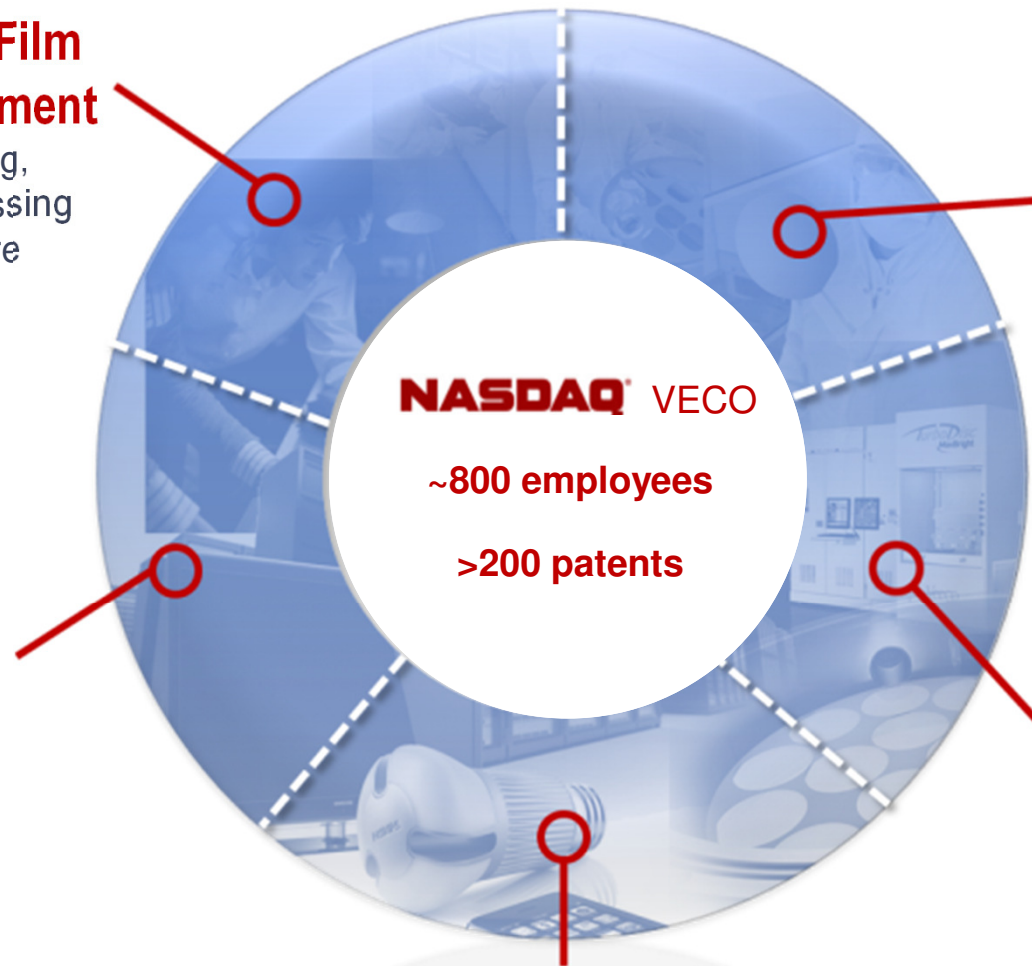 Film
ment
g,
ssing
re
NASDAQ® VECO
~800 employees
>200 patents